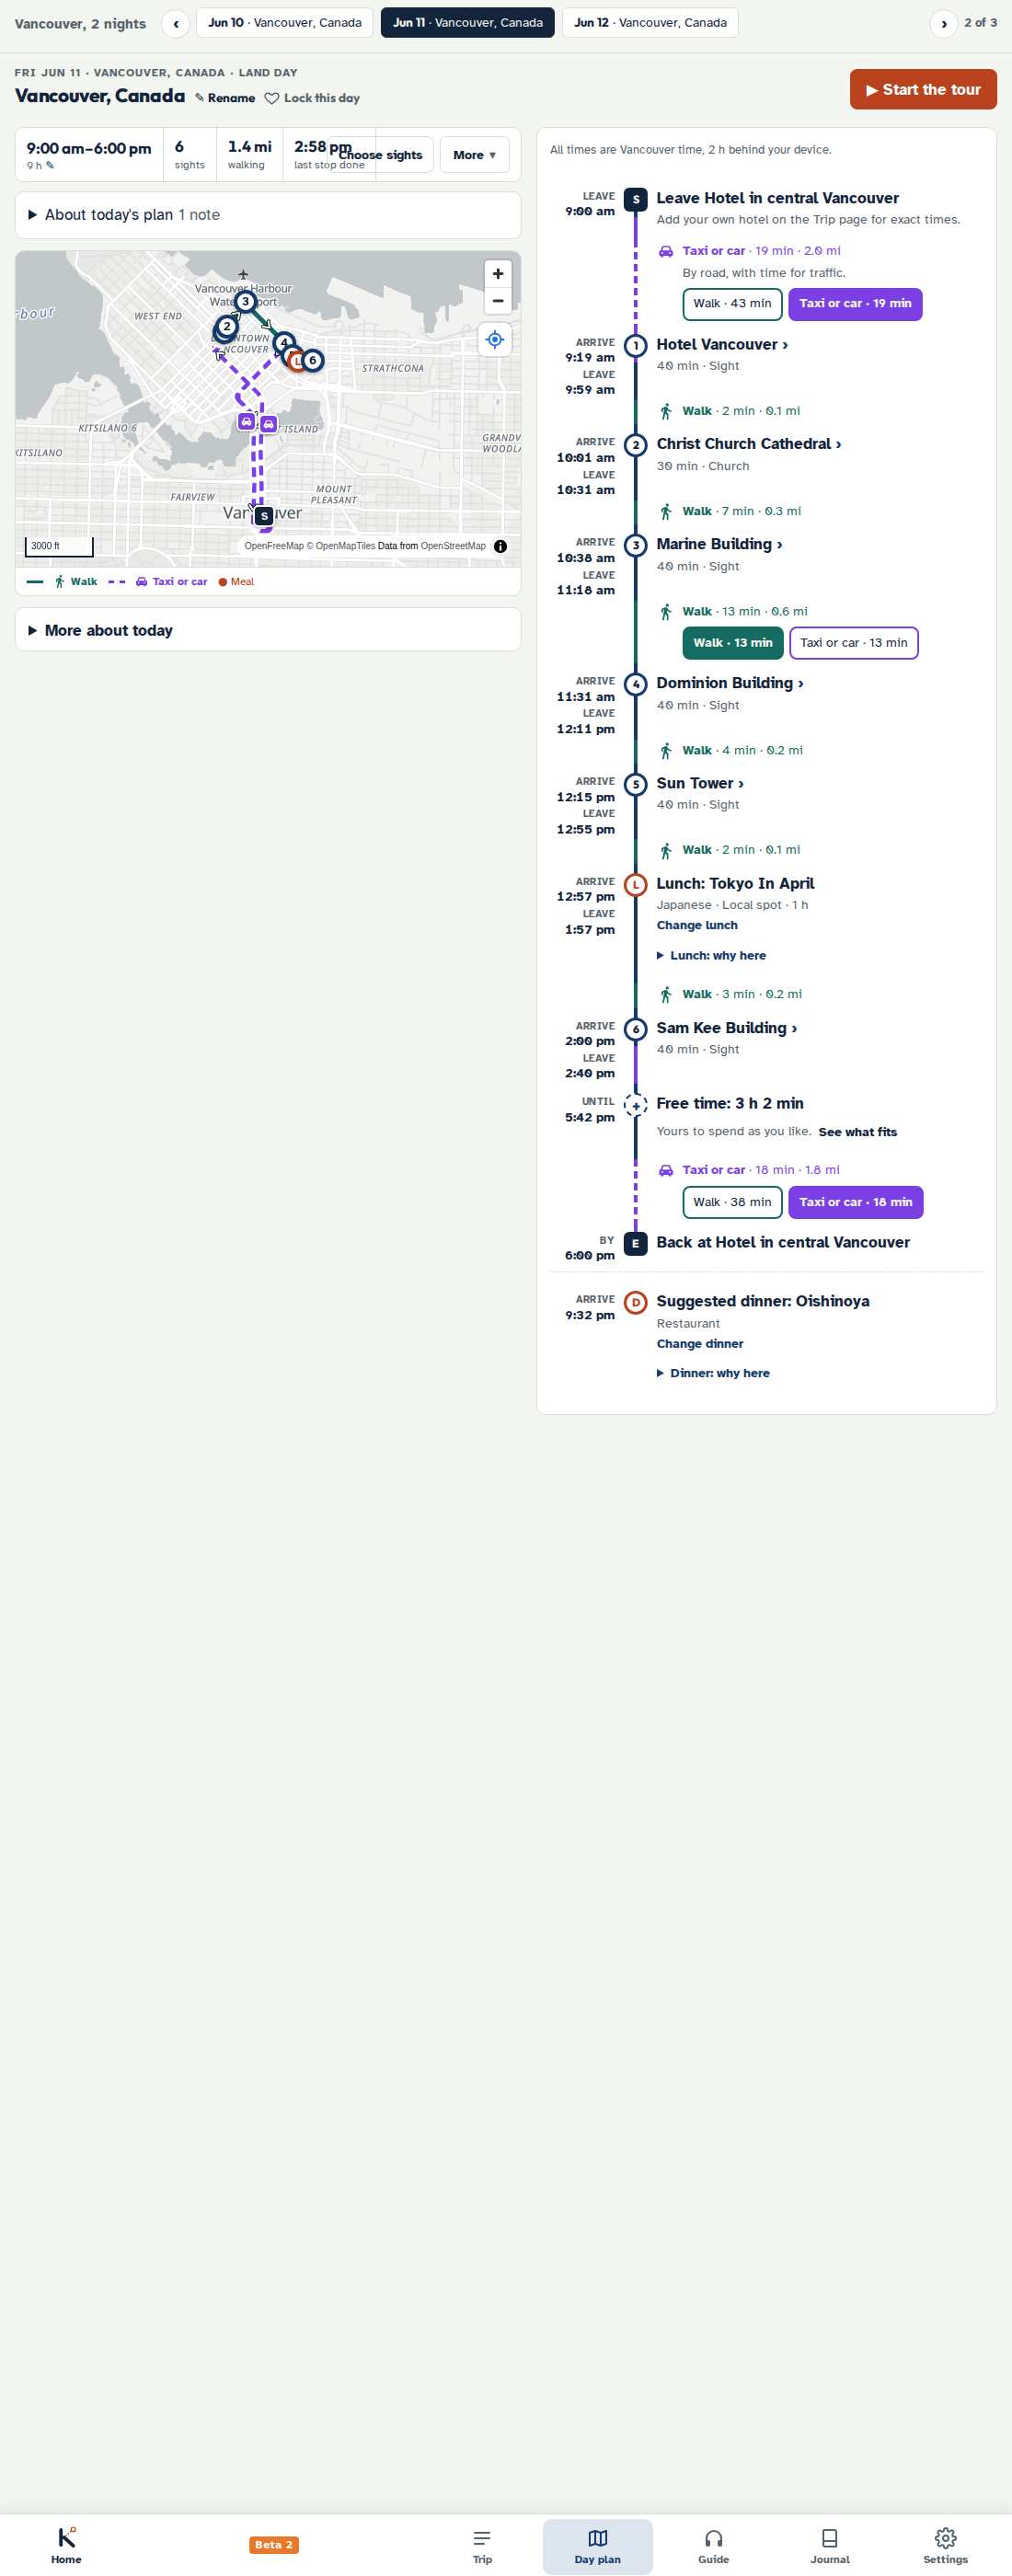 Vancouver, 2 nights
‹
Jun 10 · Vancouver, Canada
Jun 11 · Vancouver, Canada
Jun 12 · Vancouver, Canada
›
2 of 3
FRI JUN 11 · VANCOUVER, CANADA · LAND DAY
Vancouver, Canada
✎ Rename
Lock this day
▶ Start the tour
9:00 am–6:00 pm
9 h ✎
6
sights
1.4 mi
walking
2:58 pm
last stop done
Choose sights
More ▾
▶ About today's plan 1 note
Vancouver Harbour
WEST END
STRATHCONA
KITSILANO 6
KITSILANO
ISLAND
FAIRVIEW
MOUNT
PLEASANT
3
2
4
L
6
S
+
−
3000 ft
OpenFreeMap © OpenMapTiles Data from OpenStreetMap
Walk
Taxi or car
Meal
▶ More about today
All times are Vancouver time, 2 h behind your device.
LEAVE
9:00 am
S
Leave Hotel in central Vancouver
Add your own hotel on the Trip page for exact times.
Taxi or car · 19 min · 2.0 mi
By road, with time for traffic.
Walk · 43 min
Taxi or car · 19 min
ARRIVE
9:19 am
LEAVE
9:59 am
1
Hotel Vancouver ›
40 min · Sight
Walk · 2 min · 0.1 mi
ARRIVE
10:01 am
LEAVE
10:31 am
2
Christ Church Cathedral ›
30 min · Church
Walk · 7 min · 0.3 mi
ARRIVE
10:38 am
LEAVE
11:18 am
3
Marine Building ›
40 min · Sight
Walk · 13 min · 0.6 mi
Walk · 13 min
Taxi or car · 13 min
ARRIVE
11:31 am
LEAVE
12:11 pm
4
Dominion Building ›
40 min · Sight
Walk · 4 min · 0.2 mi
ARRIVE
12:15 pm
LEAVE
12:55 pm
5
Sun Tower ›
40 min · Sight
Walk · 2 min · 0.1 mi
ARRIVE
12:57 pm
LEAVE
1:57 pm
L
Lunch: Tokyo In April
Japanese · Local spot · 1 h
Change lunch
▶ Lunch: why here
Walk · 3 min · 0.2 mi
ARRIVE
2:00 pm
LEAVE
2:40 pm
6
Sam Kee Building ›
40 min · Sight
UNTIL
5:42 pm
+
Free time: 3 h 2 min
Yours to spend as you like. See what fits
Taxi or car · 18 min · 1.8 mi
Walk · 38 min
Taxi or car · 18 min
BY
6:00 pm
E
Back at Hotel in central Vancouver
ARRIVE
9:32 pm
D
Suggested dinner: Oishinoya
Restaurant
Change dinner
▶ Dinner: why here
Home
Beta 2
Trip
Day plan
Guide
Journal
Settings